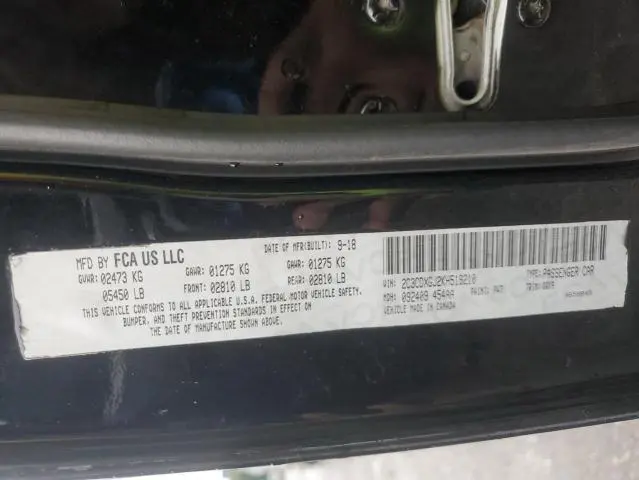 MFD BY FCA US LLC DATE OF MFR(BUILT): 9-18
GVWR: 02473 KG GAWR: 01275 KG GAWR: 01275 KG
05450 LB FRONT: 02810 LB REAR: 02810 LB
THIS VEHICLE CONFORMS TO ALL APPLICABLE U.S.A. FEDERAL MOTOR VEHICLE SAFETY,
BUMPER, AND THEFT PREVENTION STANDARDS IN EFFECT ON
THE DATE OF MANUFACTURE SHOWN ABOVE.
VIN: 2C3CDXGJ2KH519210 TYPE: PASSENGER CAR
MDH: 092409 454AA PAINT: TRIM:
VEHICLE MADE IN CANADA